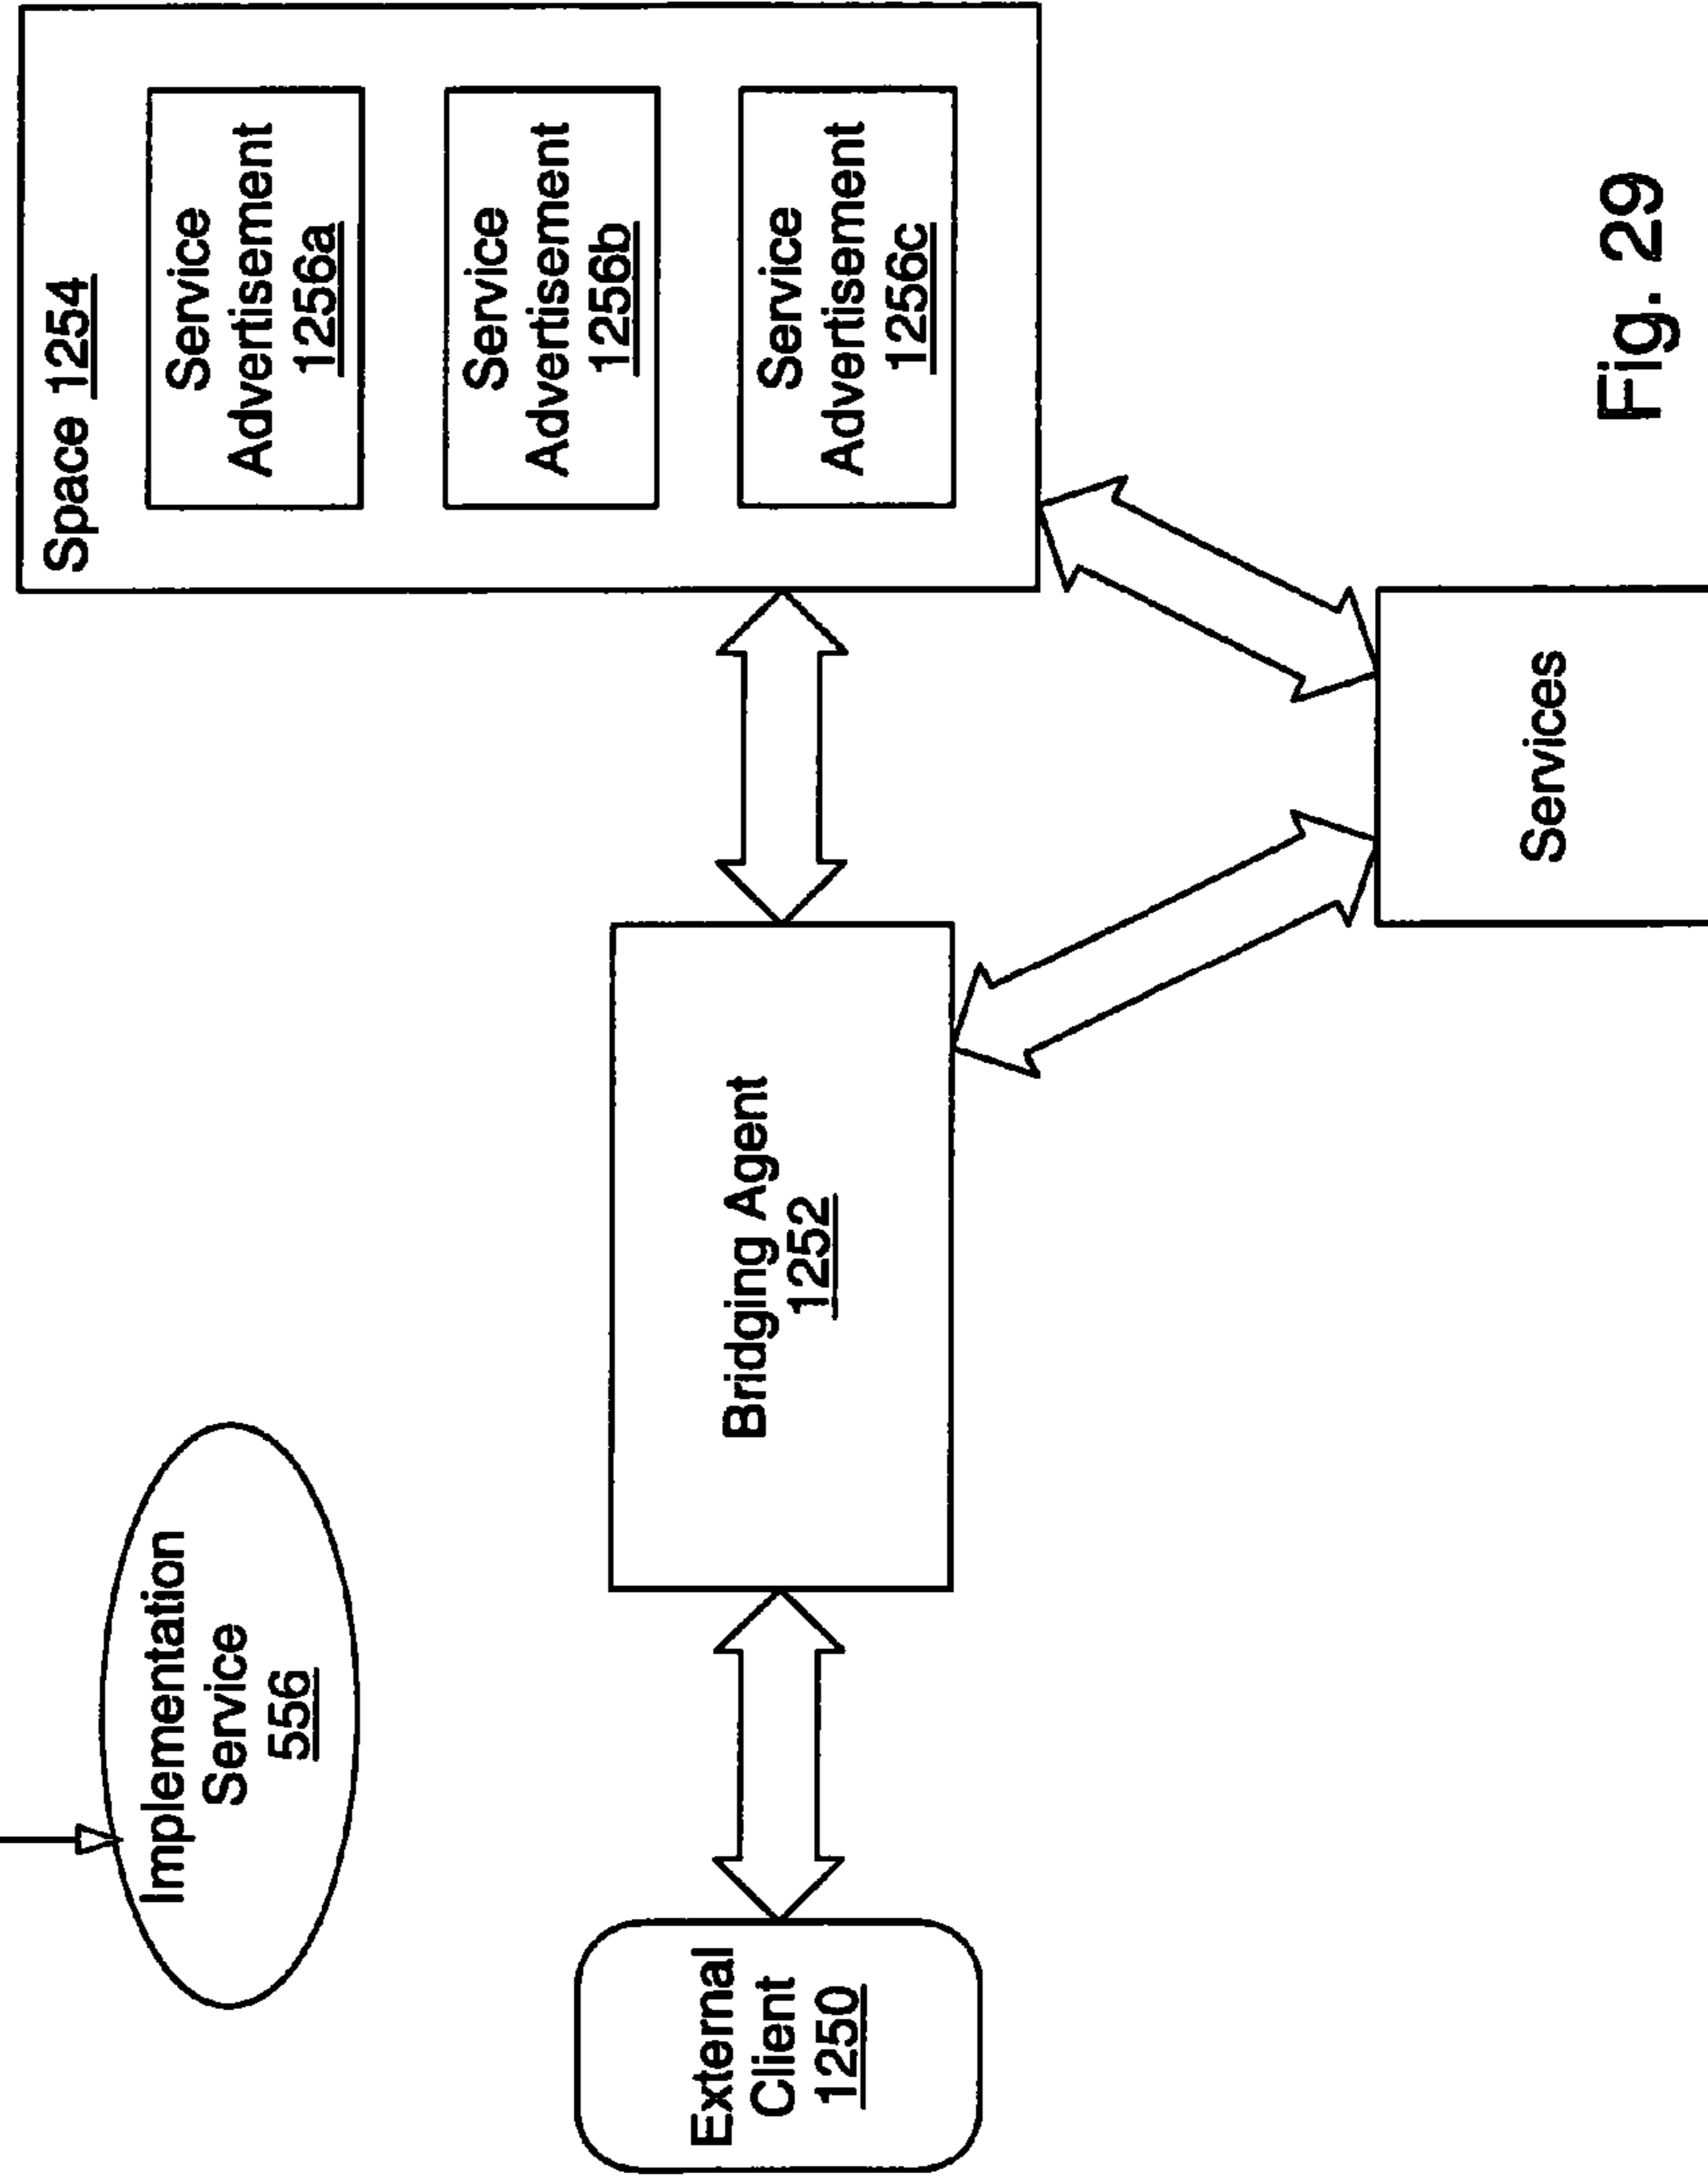 Implementation
Service
556
External
Client
1250
Bridging Agent
1252
Space 1254
Service
Advertisement
1256a
Service
Advertisement
1256b
Service
Advertisement
1256c
Services
Fig. 29